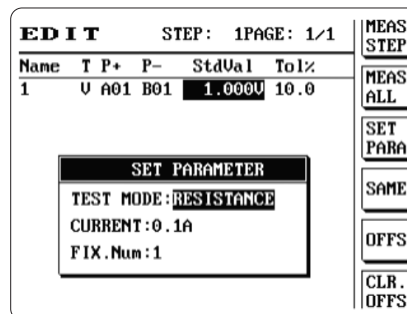 EDIT STEP: 1PAGE: 1/1
Name T P+ P- StdVal Tol%
1 V A01 B01 1.000V 10.0
SET PARAMETER
TEST MODE:RESISTANCE
CURRENT:0.1A
FIX.Num:1
MEAS
STEP
MEAS
ALL
SET
PARA
SAME
OFFS
CLR.
OFFS